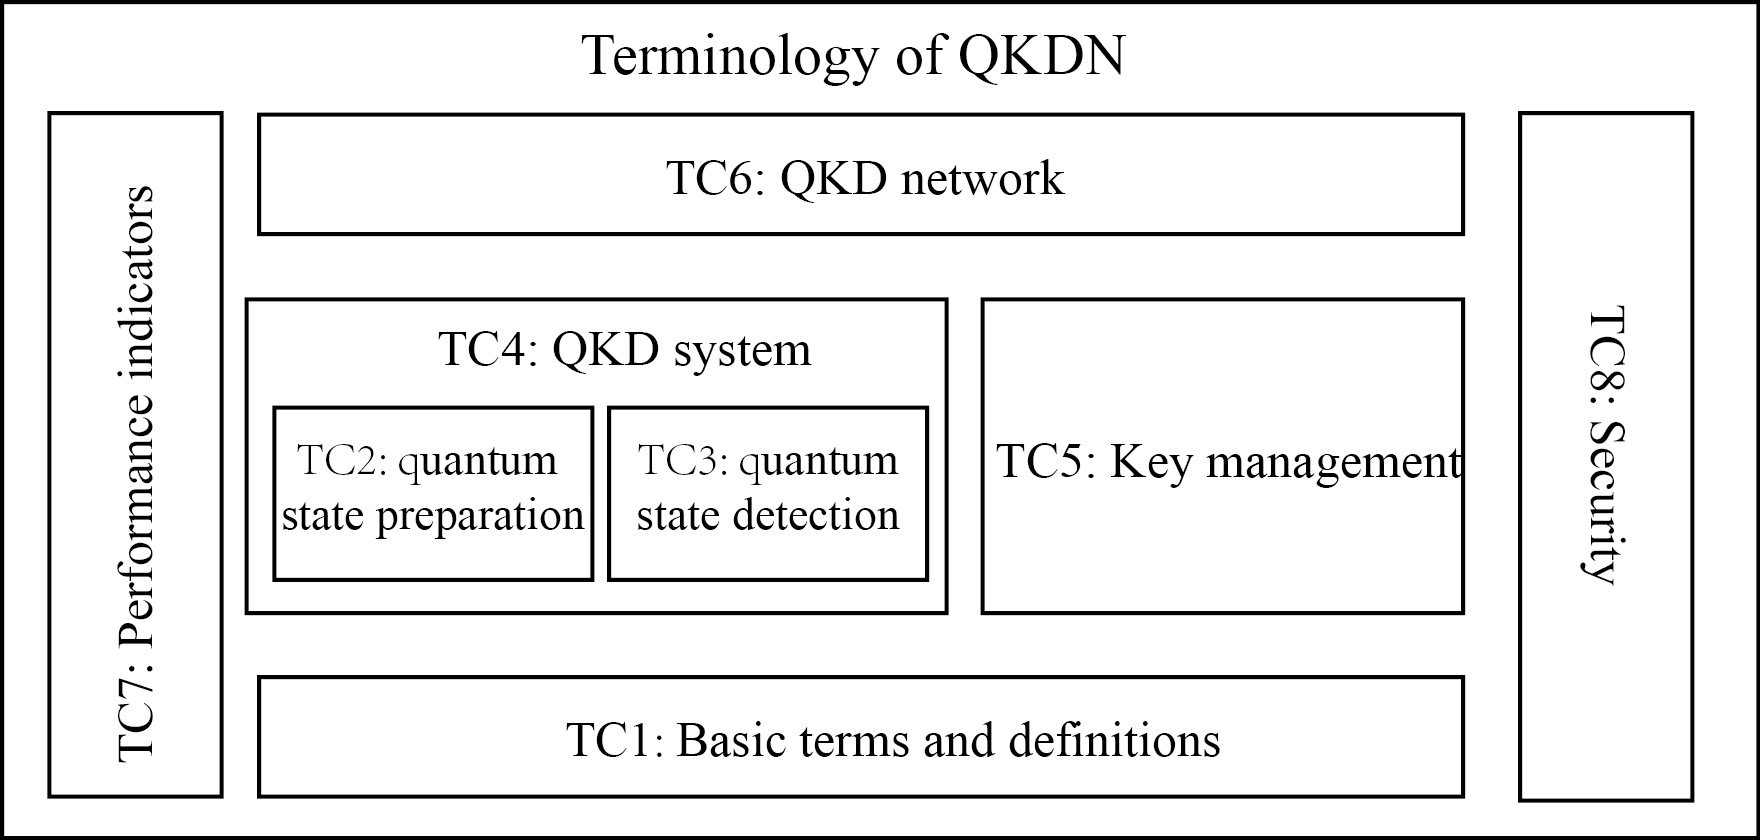 Terminology of QKDN
TC7: Performance indicators
TC6: QKD network
TC4: QKD system
TC2: quantum
state preparation
TC3: quantum
state detection
TC5: Key management
TC1: Basic terms and definitions
TC8: Security